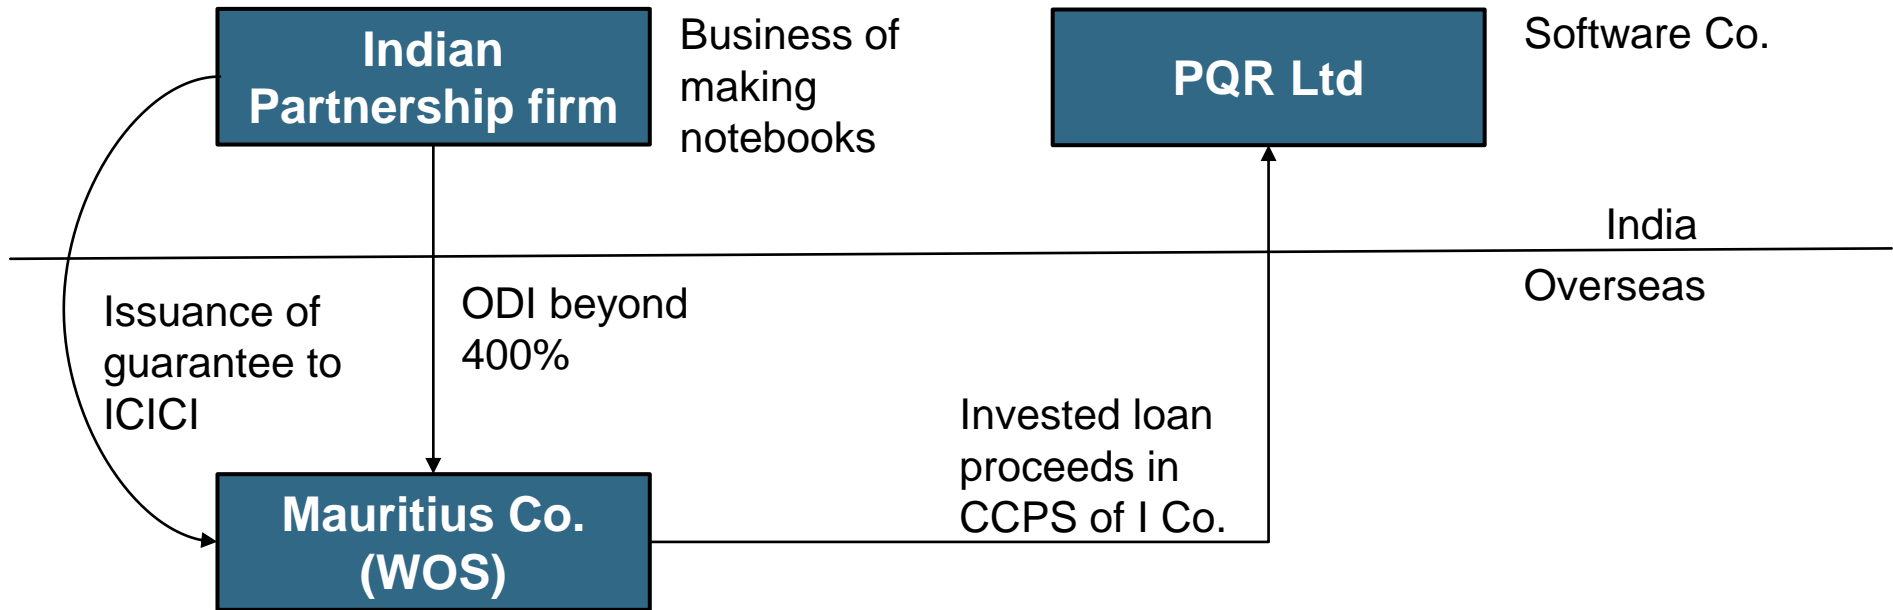 Indian
Partnership firm
Business of
making
notebooks
PQR Ltd
Software Co.
India
Overseas
Issuance of
guarantee to
ICICI
ODI beyond
400%
Invested loan
proceeds in
CCPS of I Co.
Mauritius Co.
(WOS)